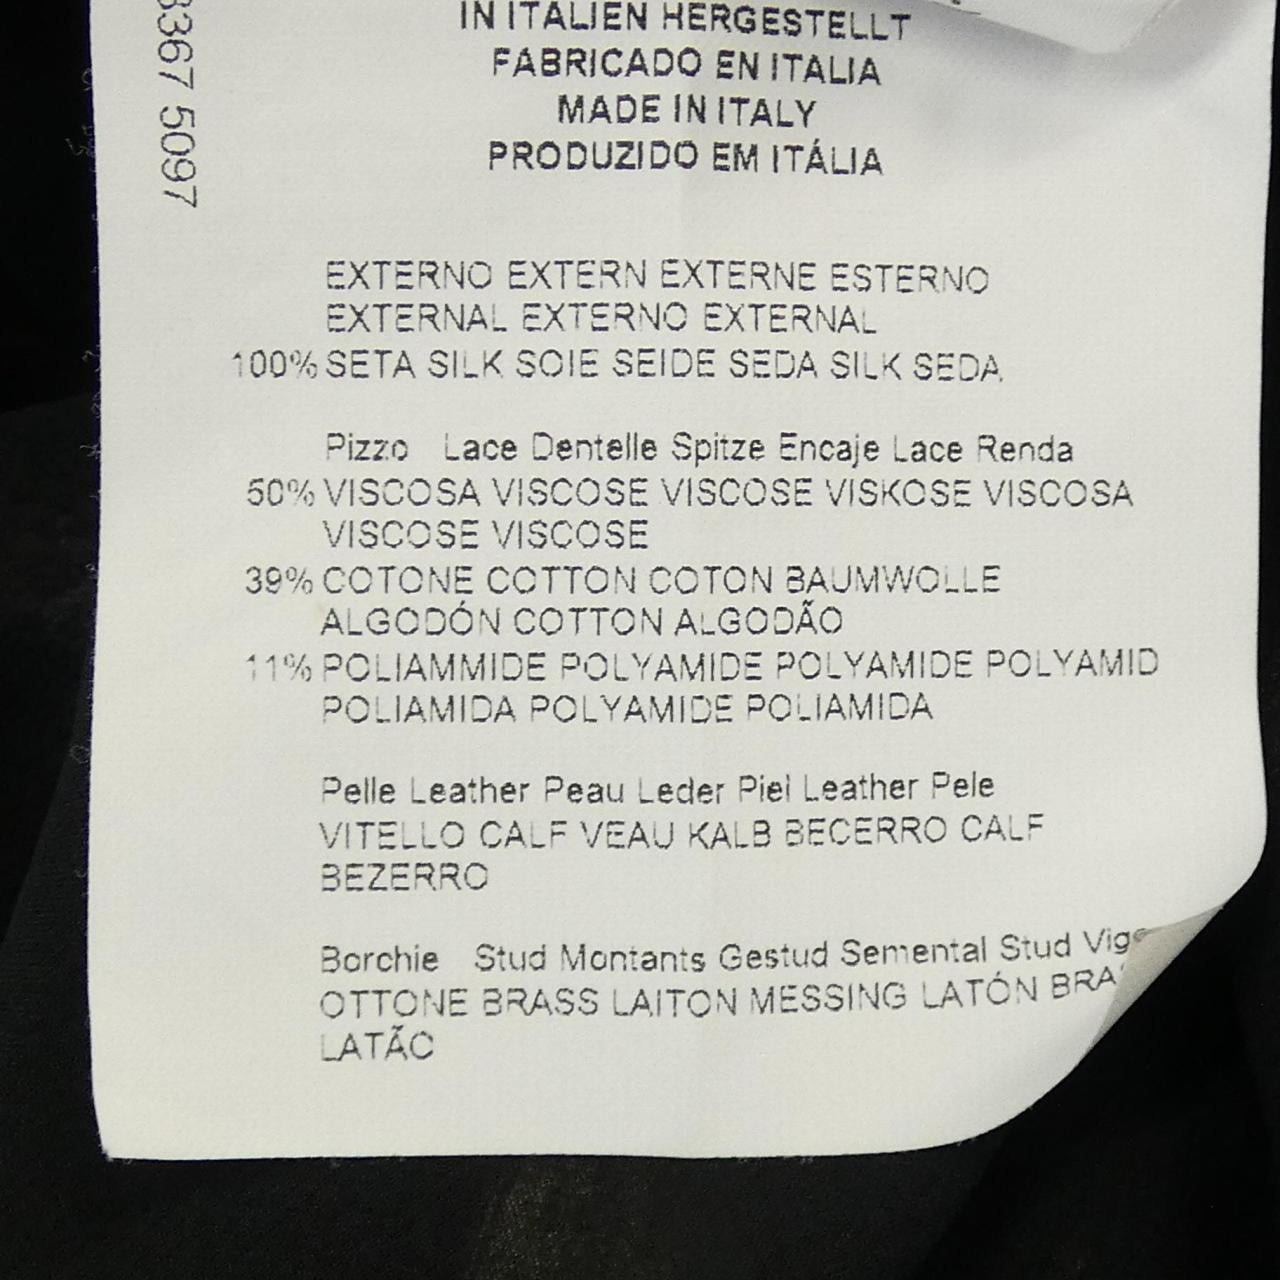 IN ITALIEN HERGESTELLT
FABRICADO EN ITALIA
MADE IN ITALY
PRODUZIDO EM ITÁLIA
5097
EXTERNO EXTERN EXTERNE ESTERNO
EXTERNAL EXTERNO EXTERNAL
100% SETA SILK SOIE SEIDE SEDA SILK SEDA
Pizzo Lace Dentelle Spitze Encaje Lace Renda
50% VISCOSA VISCOSE VISCOSE VISKOSE VISCOSA
VISCOSE VISCOSE
39% COTONE COTTON COTON BAUMWOLLE
ALGODÓN COTTON ALGODÃO
11% POLIAMMIDE POLYAMIDE POLYAMIDE POLYAMID
POLIAMIDA POLYAMIDE POLIAMIDA
Pelle Leather Peau Leder Piel Leather Pele
VITELLO CALF VEAU KALB BECERRO CALF
BEZERRO
Borchie Stud Montants Gestud Semental Stud
OTTONE BRASS LAITON MESSING LATÓN
LATÃO